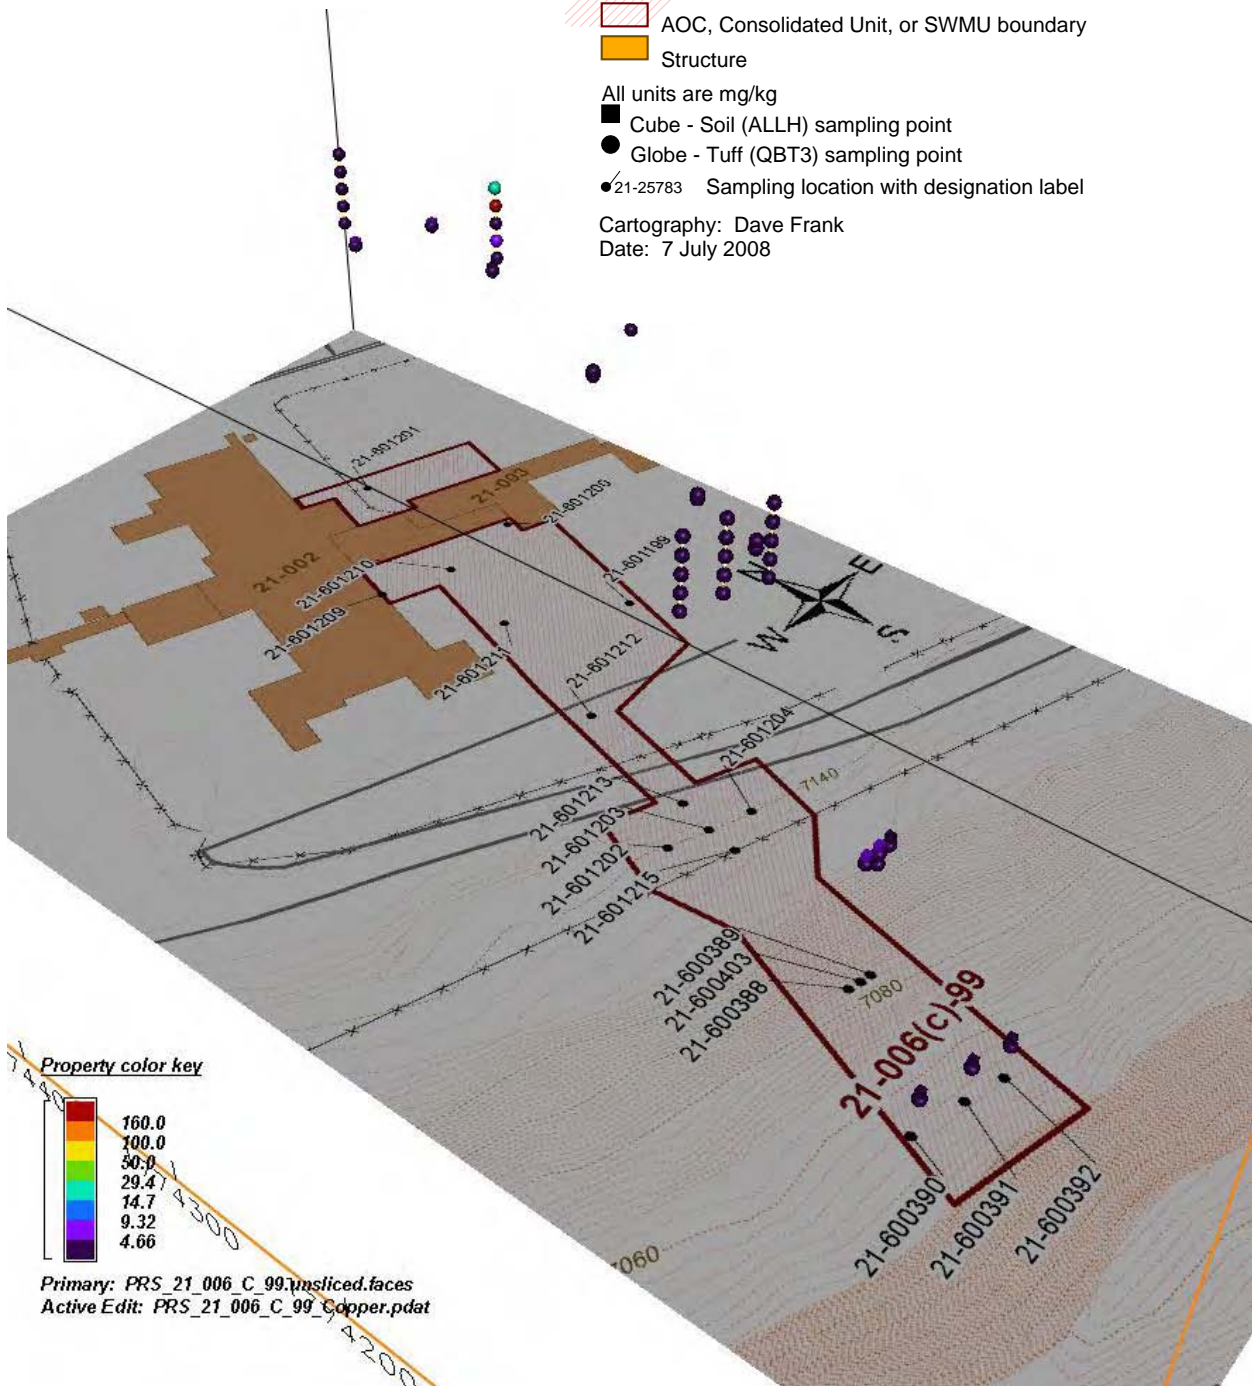 AOC, Consolidated Unit, or SWMU boundary
Structure
All units are mg/kg
Cube - Soil (ALLH) sampling point
Globe - Tuff (QBT3) sampling point
21-25783 Sampling location with designation label
Cartography: Dave Frank
Date: 7 July 2008
21-601201
21-003
21-601200
21-002
21-601210
21-601199
21-601209
21-601211
21-601212
N
E
W
S
21-601204
7140
21-601213
21-601203
21-601202
21-601215
21-600389
21-600403
21-600388
7080
21-006(c)-99
21-600390
21-600391
21-600392
7060
Property color key
160.0
100.0
50.0
29.4
14.7
9.32
4.66
Primary: PRS_21_006_C_99.unsliced.faces
Active Edit: PRS_21_006_C_99_Copper.pdat